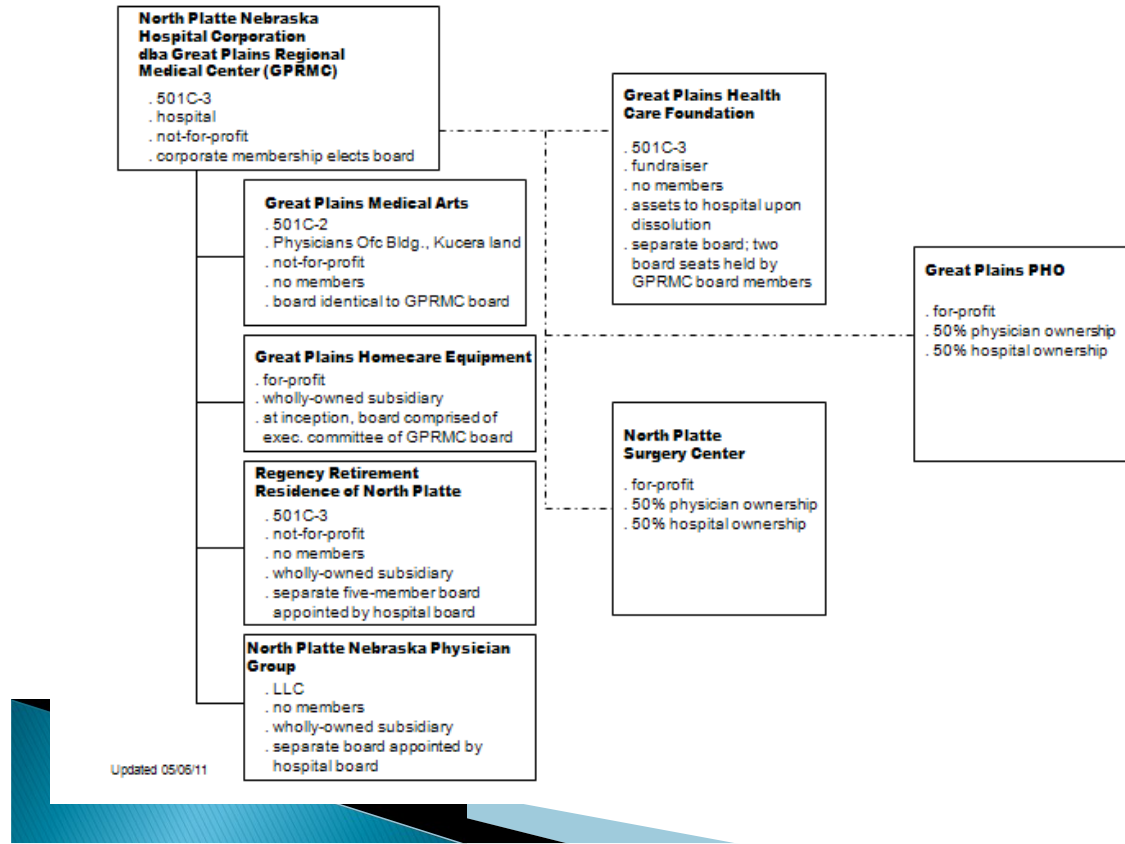 North Platte Nebraska
Hospital Corporation
dba Great Plains Regional
Medical Center (GPRMC)
. 501C-3
. hospital
. not-for-profit
. corporate membership elects board
Great Plains Medical Arts
. 501C-2
. Physicians Ofc Bldg., Kucera land
. not-for-profit
. no members
. board identical to GPRMC board
Great Plains Homecare Equipment
. for-profit
. wholly-owned subsidiary
. at inception, board comprised of
exec. committee of GPRMC board
Regency Retirement
Residence of North Platte
. 501C-3
. not-for-profit
. no members
. wholly-owned subsidiary
. separate five-member board
appointed by hospital board
North Platte Nebraska Physician
Group
. LLC
. no members
. wholly-owned subsidiary
. separate board appointed by
hospital board
Great Plains Health
Care Foundation
. 501C-3
. fundraiser
. no members
. assets to hospital upon
dissolution
. separate board; two
board seats held by
GPRMC board members
North Platte
Surgery Center
. for-profit
. 50% physician ownership
. 50% hospital ownership
Great Plains PHO
. for-profit
. 50% physician ownership
. 50% hospital ownership
Updated 05/06/11